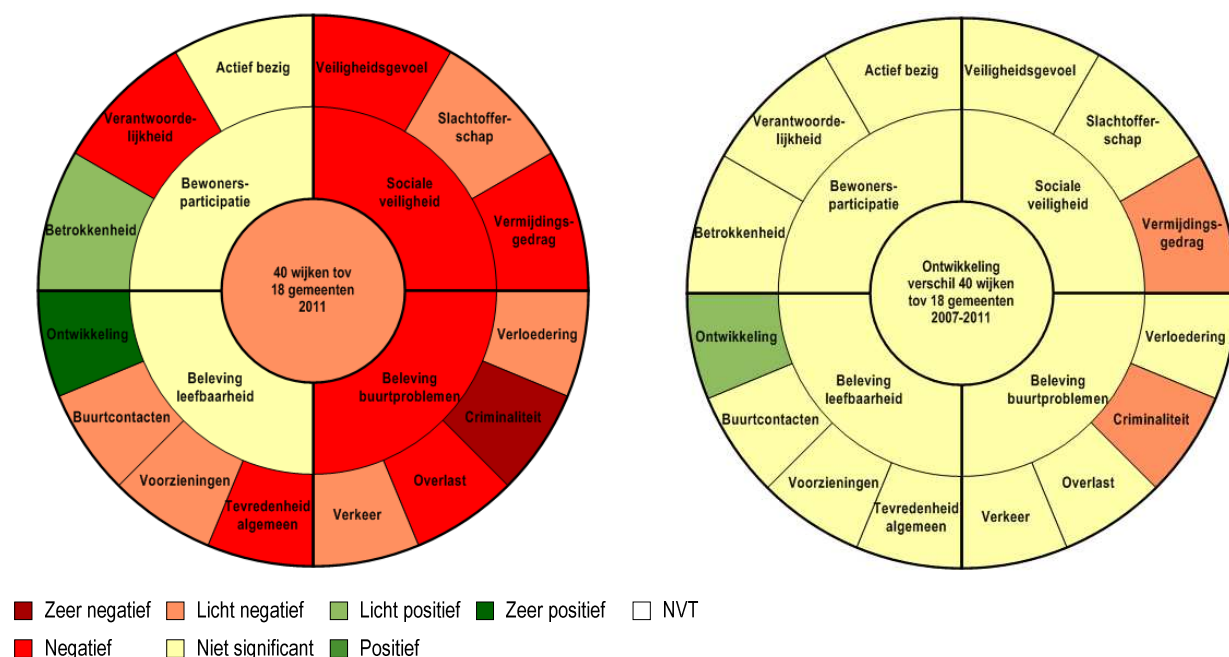 Actief bezig
Veiligheidsgevoel
Verantwoorde-
lijkheid
Slachtoffer-
schap
Bewoners-
participatie
Sociale
veiligheid
Betrokkenheid
Vermijdings-
gedrag
40 wijken tov
18 gemeenten
2011
Ontwikkeling
Verloedering
Beleving
leefbaarheid
Beleving
buurtproblemen
Buurtcontacten
Criminaliteit
Voorzieningen
Overlast
Tevredenheid
algemeen
Verkeer
Actief bezig
Veiligheidsgevoel
Verantwoorde-
lijkheid
Slachtoffer-
schap
Bewoners-
participatie
Sociale
veiligheid
Betrokkenheid
Vermijdings-
gedrag
Ontwikkeling
verschil 40 wijken
tov 18 gemeenten
2007-2011
Ontwikkeling
Verloedering
Beleving
leefbaarheid
Beleving
buurtproblemen
Buurtcontacten
Criminaliteit
Voorzieningen
Overlast
Tevredenheid
algemeen
Verkeer
Zeer negatief
Licht negatief
Licht positief
Zeer positief
NVT
Negatief
Niet significant
Positief